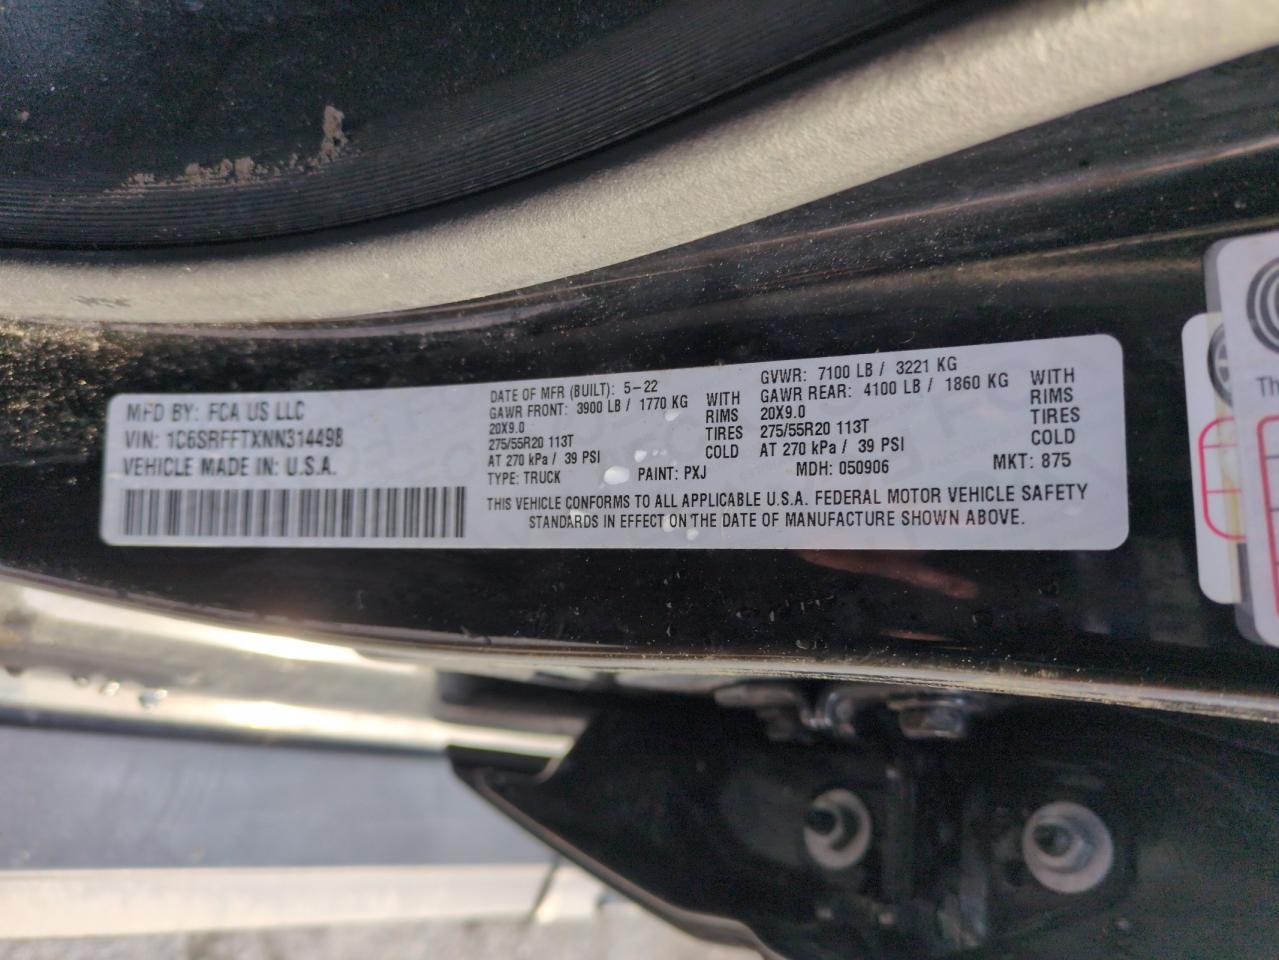 MFD BY: FCA US LLC
VIN: 1C6SRFFTXNN314498
VEHICLE MADE IN: U.S.A.
DATE OF MFR (BUILT): 5-22
GAWR FRONT: 3900 LB / 1770 KG WITH
20X9.0 RIMS
275/55R20 113T TIRES
AT 270 kPa / 39 PSI COLD
TYPE: TRUCK
GVWR: 7100 LB / 3221 KG
GAWR REAR: 4100 LB / 1860 KG WITH
20X9.0 RIMS
275/55R20 113T TIRES
AT 270 kPa / 39 PSI COLD
PAINT: PXJ MDH: 050906 MKT: 875
THIS VEHICLE CONFORMS TO ALL APPLICABLE U.S.A. FEDERAL MOTOR VEHICLE SAFETY
STANDARDS IN EFFECT ON THE DATE OF MANUFACTURE SHOWN ABOVE.